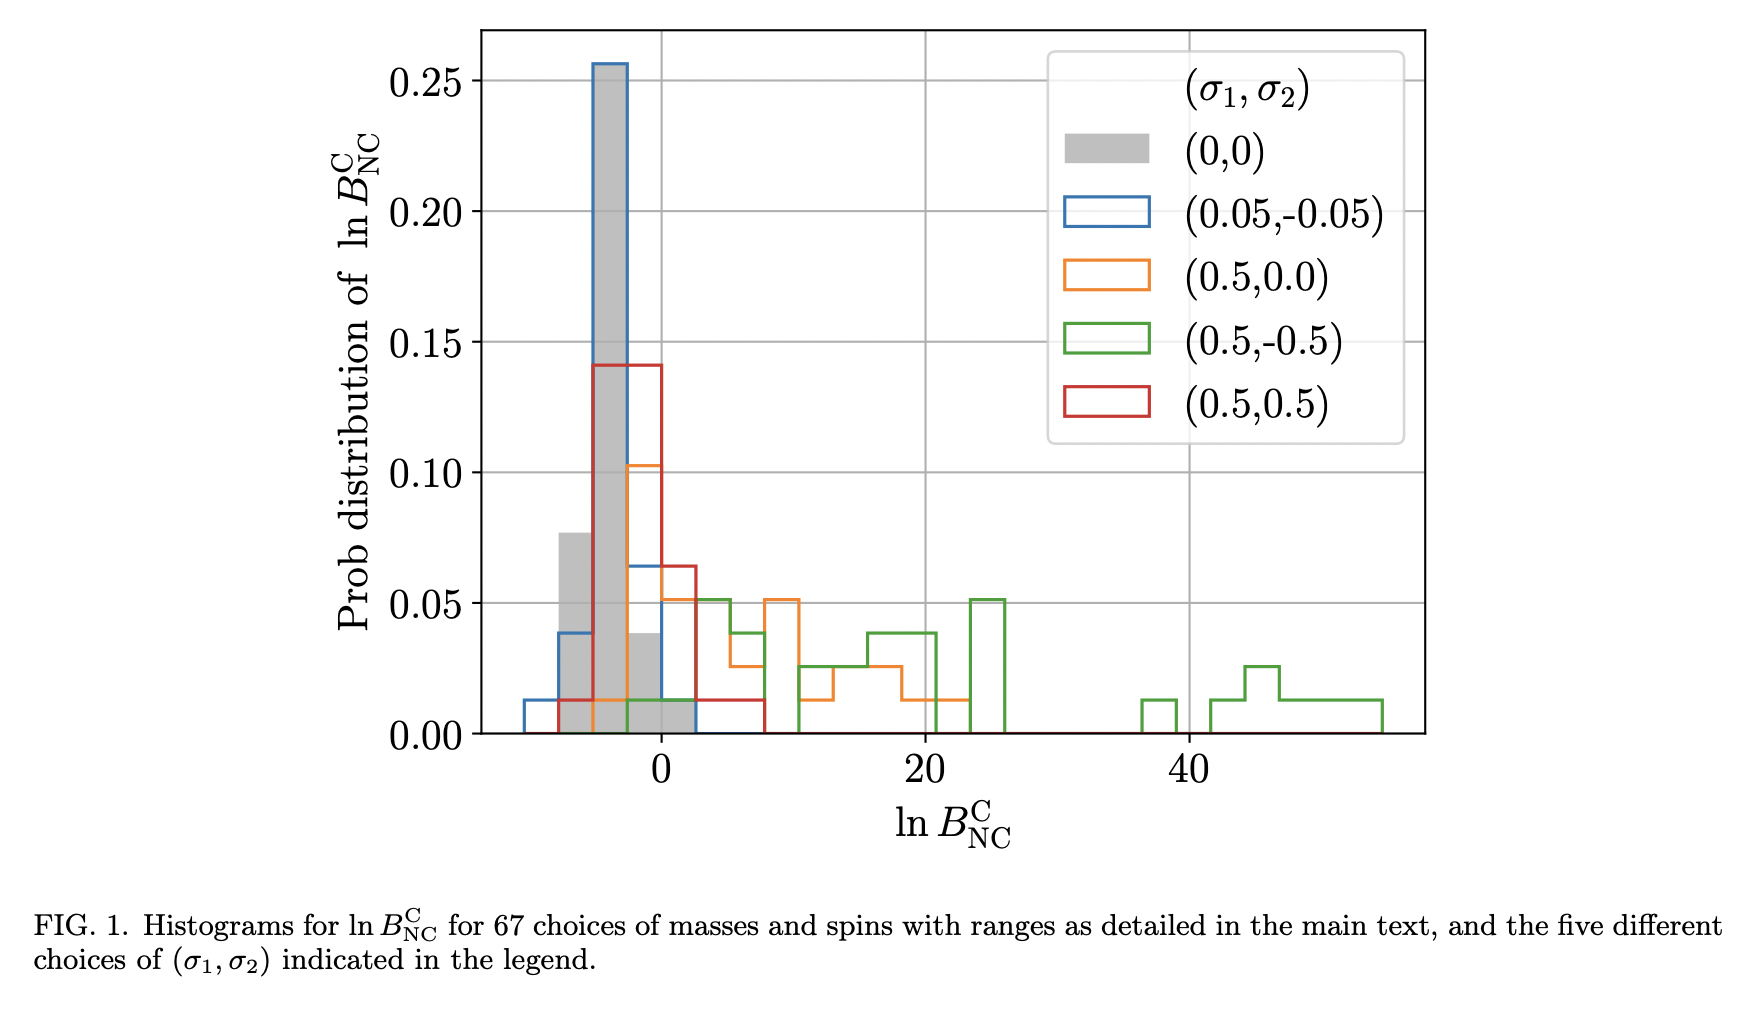 (σ₁, σ₂)
(0,0)
(0.05,-0.05)
(0.5,0.0)
(0.5,-0.5)
(0.5,0.5)
Prob distribution of ln B^C_NC
0.25
0.20
0.15
0.10
0.05
0.00
0 20 40
ln B^C_NC
FIG. 1. Histograms for ln B^C_NC for 67 choices of masses and spins with ranges as detailed in the main text, and the five different
choices of (σ₁, σ₂) indicated in the legend.